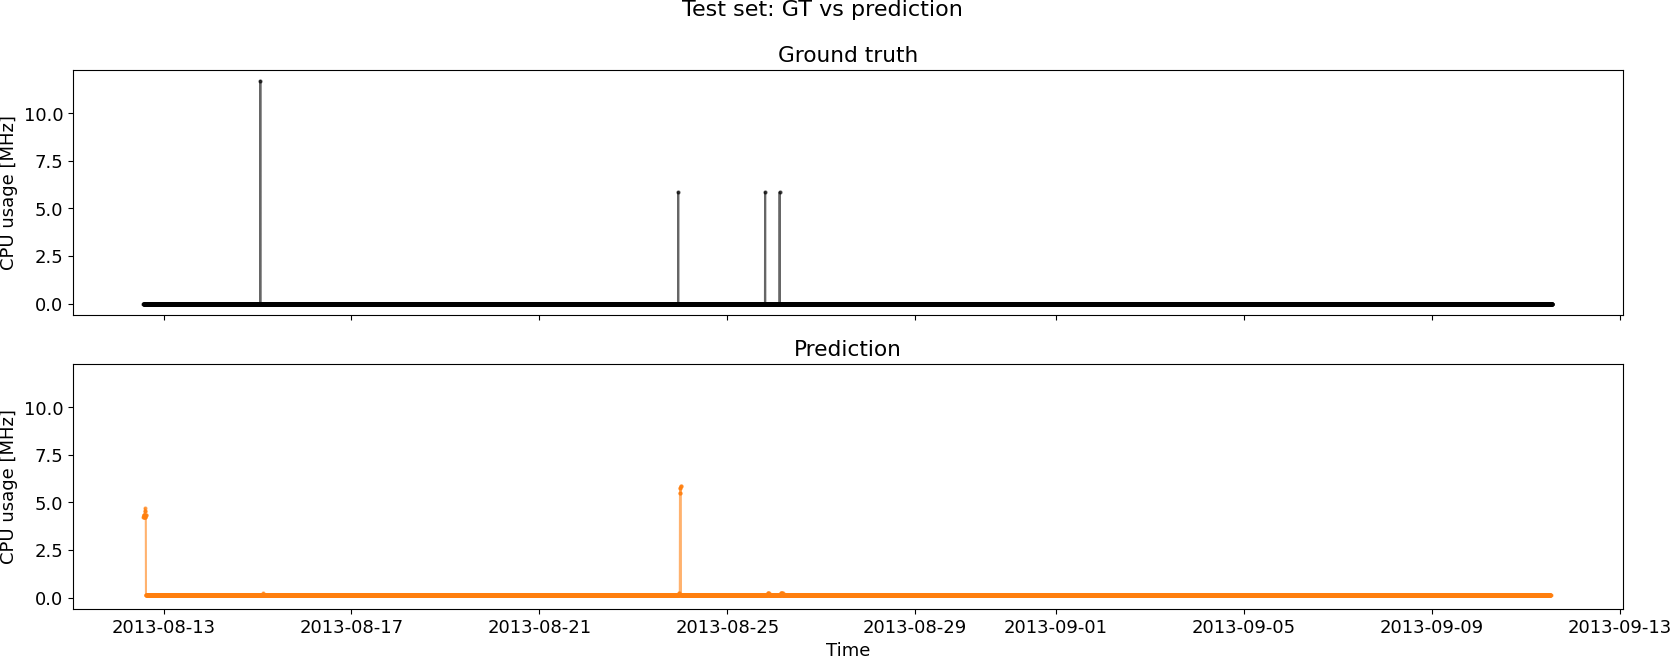 Test set: GT vs prediction
Ground truth
CPU usage [MHz]
10.0
7.5
5.0
2.5
0.0
Prediction
CPU usage [MHz]
10.0
7.5
5.0
2.5
0.0
2013-08-13 2013-08-17 2013-08-21 2013-08-25 2013-08-29 2013-09-01 2013-09-05 2013-09-09 2013-09-13
Time